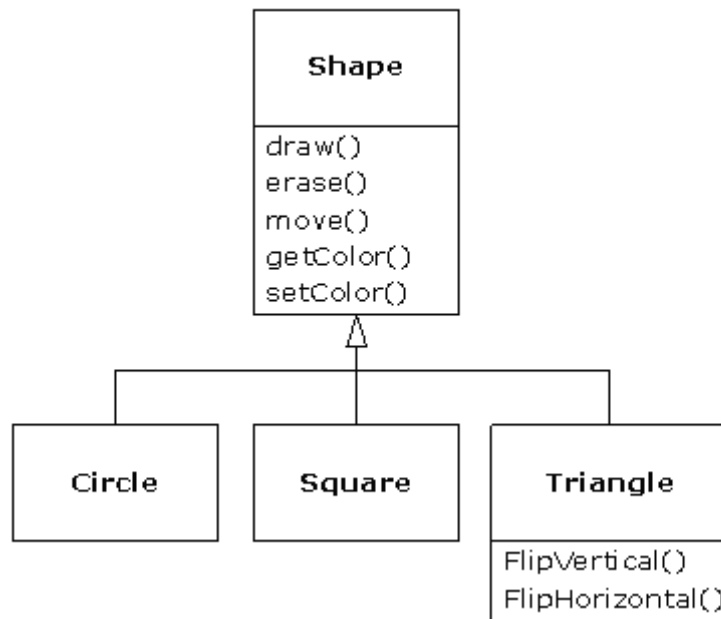 Shape
draw()
erase()
move()
getColor()
setColor()
Circle
Square
Triangle
FlipVertical()
FlipHorizontal()